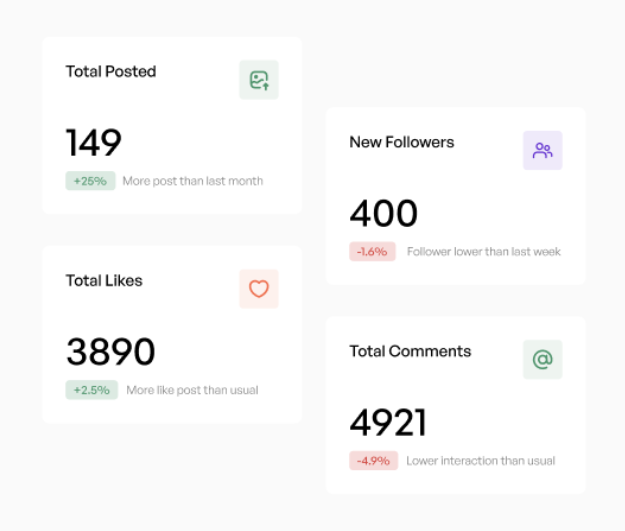 Total Posted
149
+25% More post than last month
New Followers
400
-1.6% Follower lower than last week
Total Likes
3890
+2.5% More like post than usual
Total Comments
4921
-4.9% Lower interaction than usual